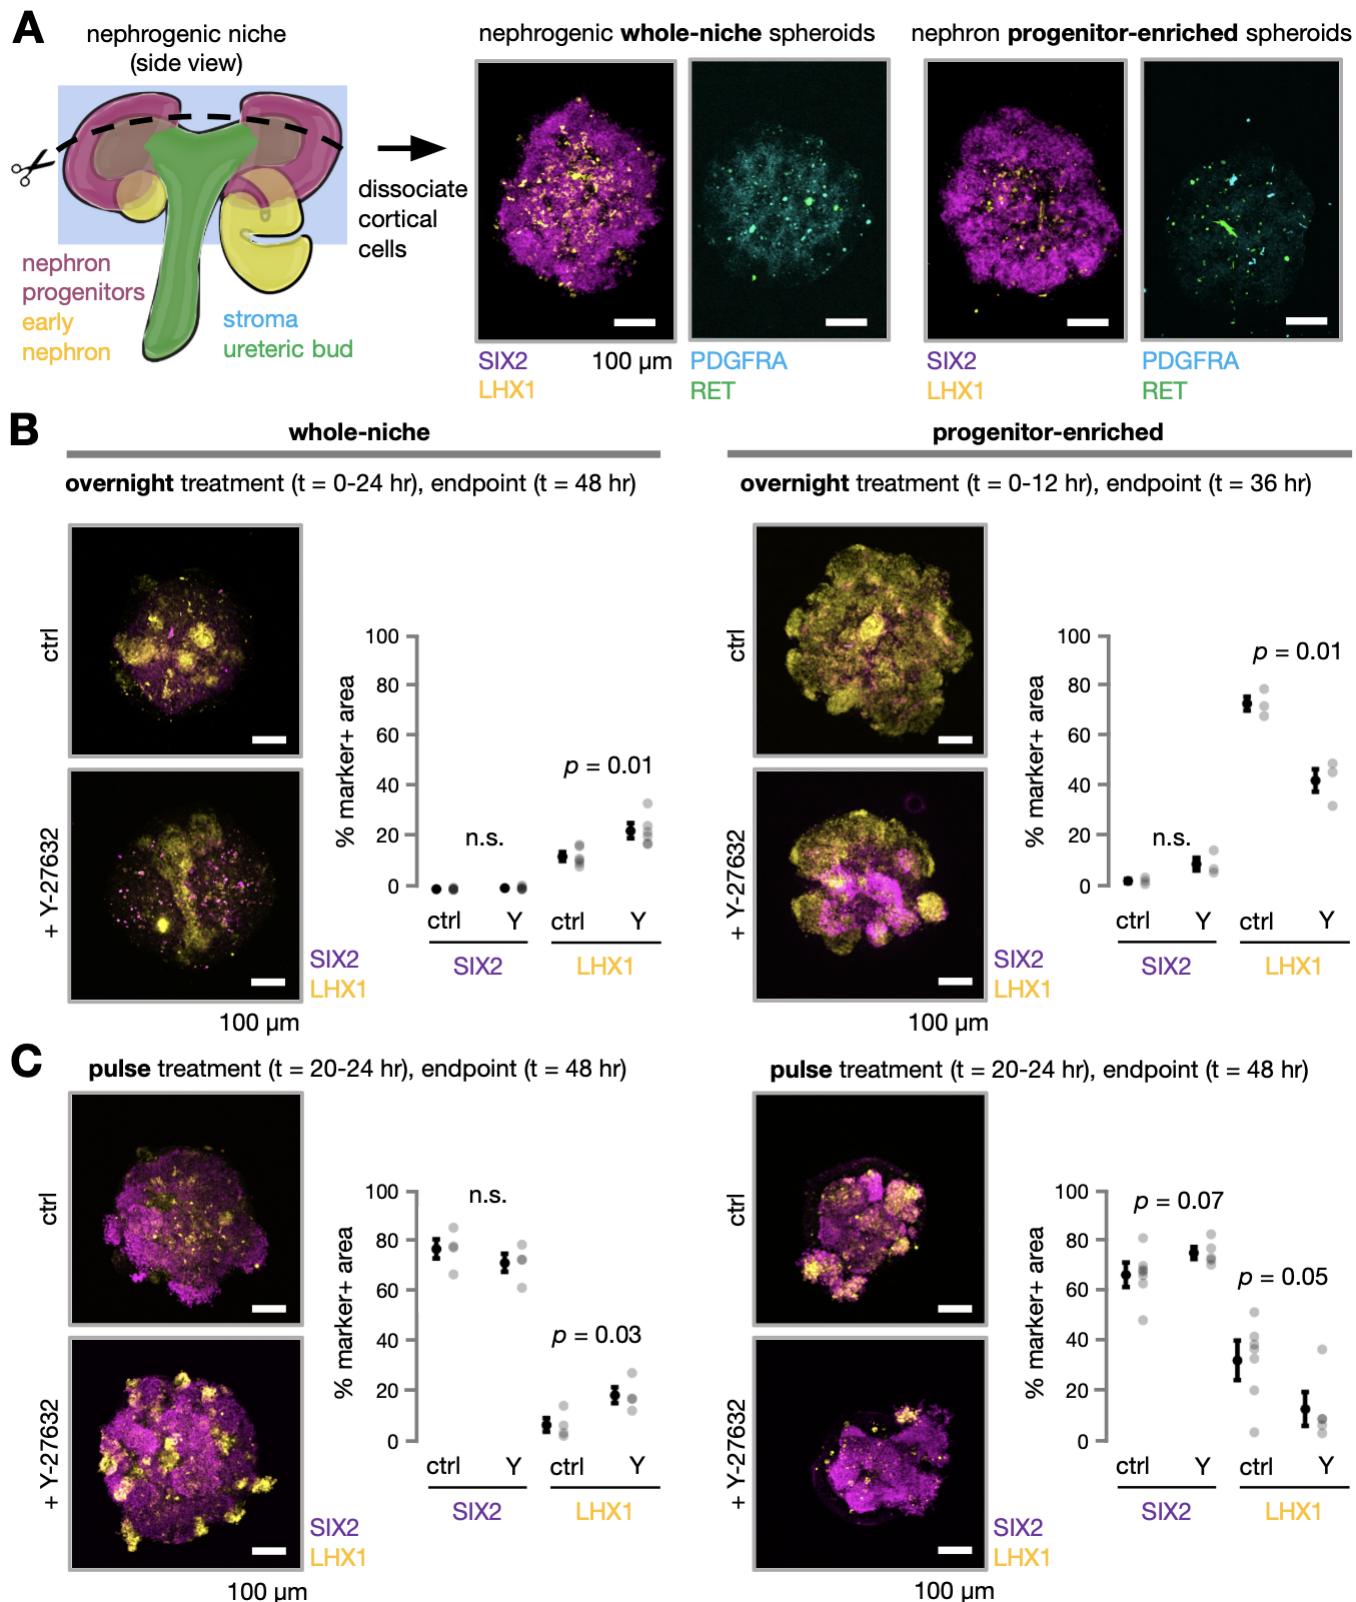 A
nephrogenic niche
(side view)
nephrogenic whole-niche spheroids
nephron progenitor-enriched spheroids
dissociate
cortical
cells
nephron
progenitors
early
nephron
stroma
ureteric bud
SIX2
LHX1
100 µm
PDGFRA
RET
SIX2
LHX1
PDGFRA
RET
B
whole-niche
progenitor-enriched
overnight treatment (t = 0-24 hr), endpoint (t = 48 hr)
overnight treatment (t = 0-12 hr), endpoint (t = 36 hr)
ctrl
+ Y-27632
SIX2
LHX1
100 µm
% marker+ area
100
80
60
40
20
0
n.s.
p = 0.01
ctrl Y ctrl Y
SIX2 LHX1
ctrl
+ Y-27632
SIX2
LHX1
100 µm
% marker+ area
100
80
60
40
20
0
n.s.
p = 0.01
ctrl Y ctrl Y
SIX2 LHX1
C
pulse treatment (t = 20-24 hr), endpoint (t = 48 hr)
pulse treatment (t = 20-24 hr), endpoint (t = 48 hr)
ctrl
+ Y-27632
SIX2
LHX1
100 µm
% marker+ area
100
80
60
40
20
0
n.s.
p = 0.03
ctrl Y ctrl Y
SIX2 LHX1
ctrl
+ Y-27632
SIX2
LHX1
100 µm
% marker+ area
100
80
60
40
20
0
p = 0.07
p = 0.05
ctrl Y ctrl Y
SIX2 LHX1